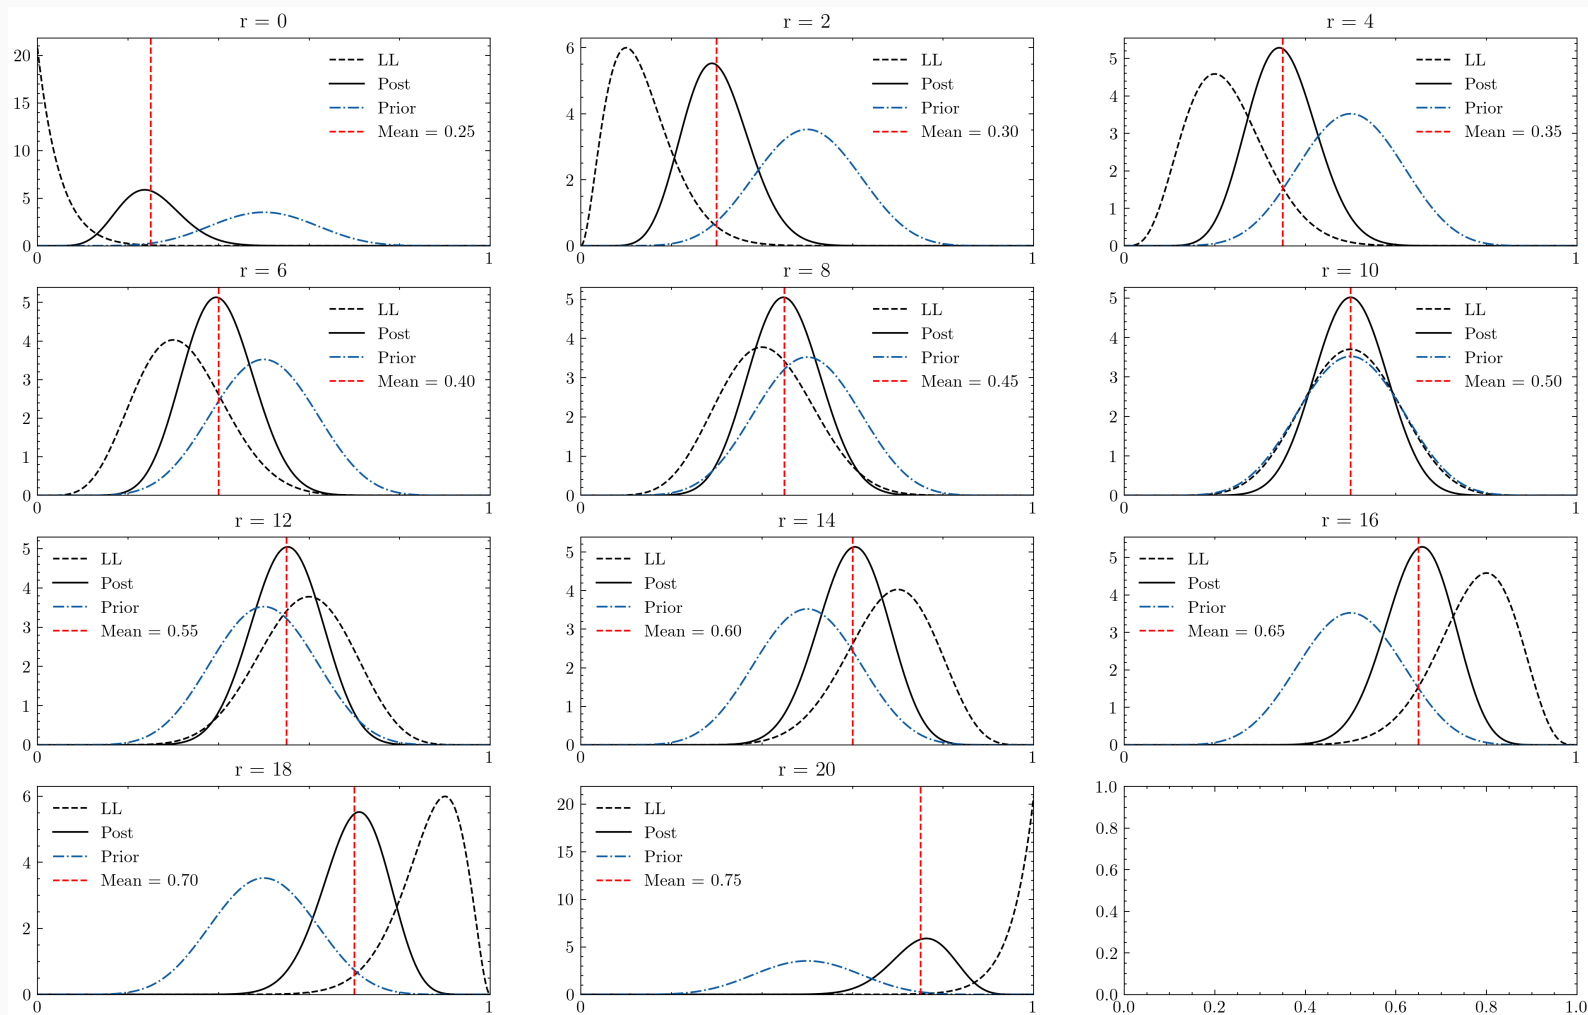 r = 0
20
15
10
5
0
0
1
LL
Post
Prior
Mean = 0.25
r = 2
6
4
2
0
0
1
LL
Post
Prior
Mean = 0.30
r = 4
5
4
3
2
1
0
0
1
LL
Post
Prior
Mean = 0.35
r = 6
5
4
3
2
1
0
0
1
LL
Post
Prior
Mean = 0.40
r = 8
5
4
3
2
1
0
0
1
LL
Post
Prior
Mean = 0.45
r = 10
5
4
3
2
1
0
0
1
LL
Post
Prior
Mean = 0.50
r = 12
5
4
3
2
1
0
0
1
LL
Post
Prior
Mean = 0.55
r = 14
5
4
3
2
1
0
0
1
LL
Post
Prior
Mean = 0.60
r = 16
5
4
3
2
1
0
0
1
LL
Post
Prior
Mean = 0.65
r = 18
6
4
2
0
0
1
LL
Post
Prior
Mean = 0.70
r = 20
20
15
10
5
0
0
1
LL
Post
Prior
Mean = 0.75
1.0
0.8
0.6
0.4
0.2
0.0
0.0 0.2 0.4 0.6 0.8 1.0